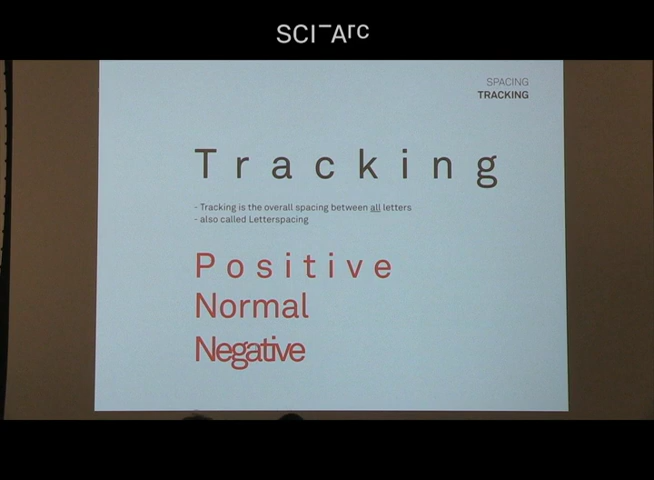 SCI-Arc
SPACING
TRACKING
Tracking
- Tracking is the overall spacing between all letters
- also called Letterspacing
Positive
Normal
Negative